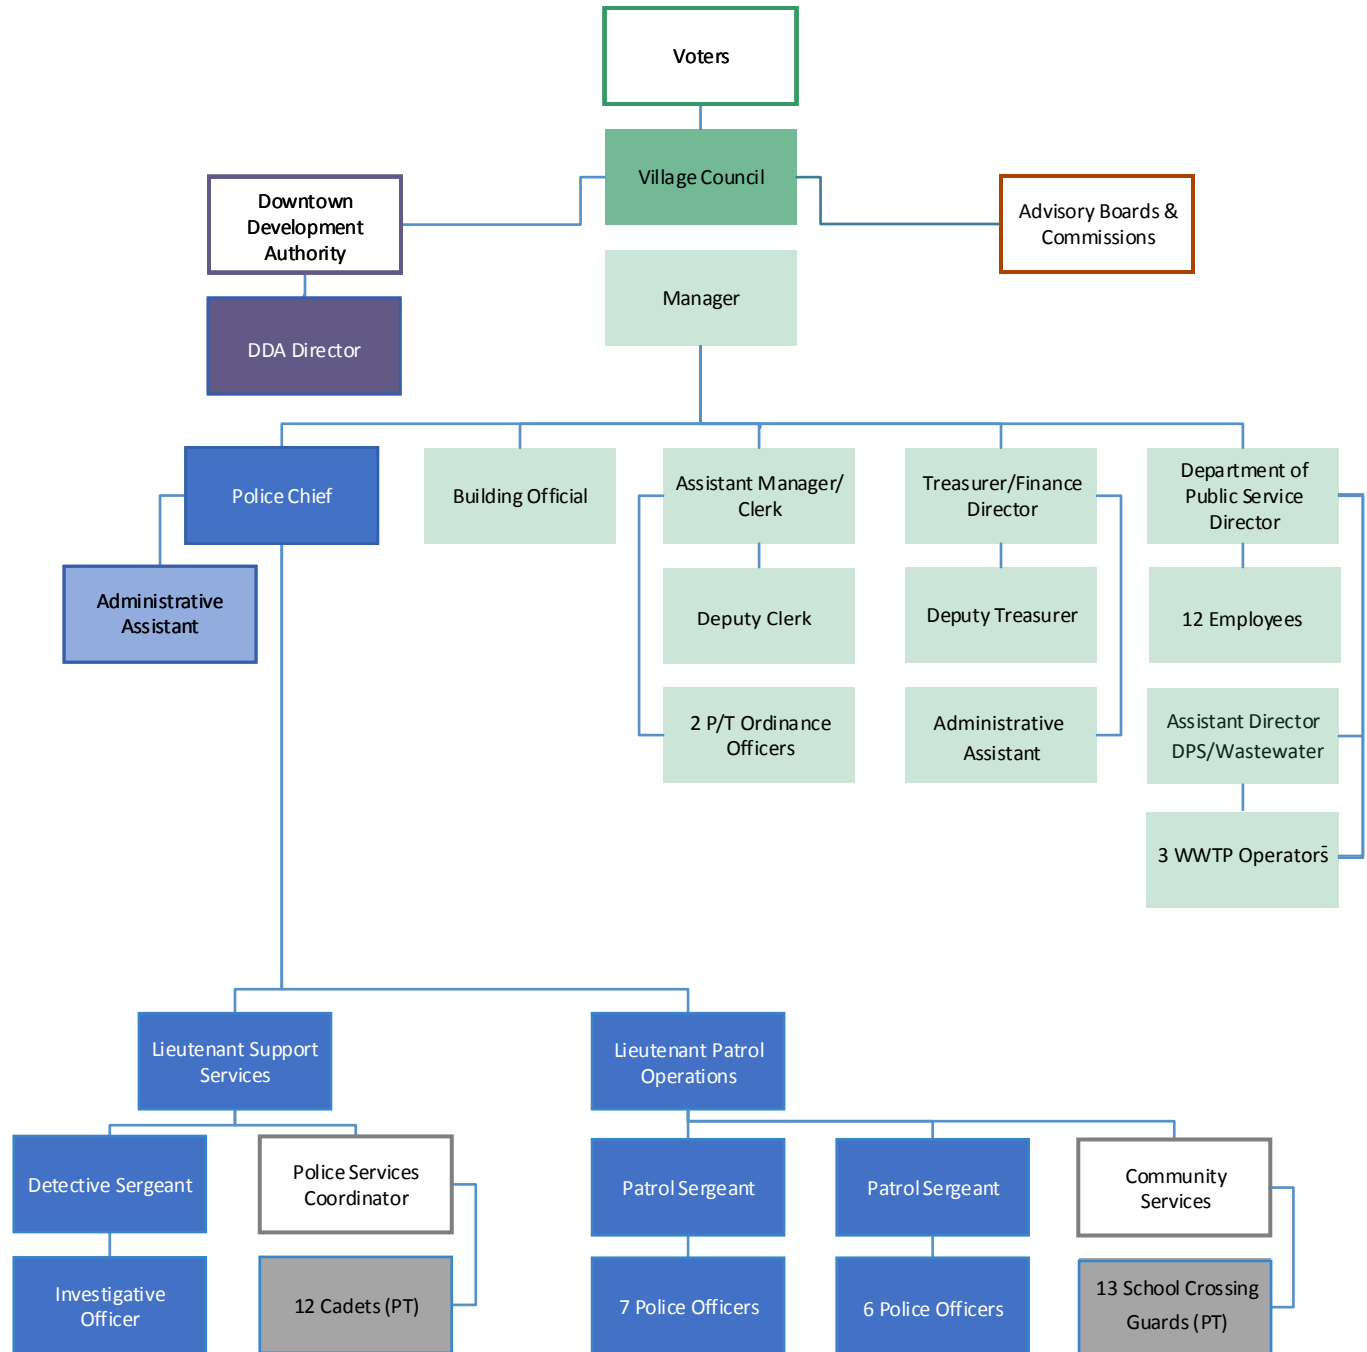 Voters
Village Council
Downtown
Development
Authority
Advisory Boards &
Commissions
Manager
DDA Director
Police Chief
Building Official
Assistant Manager/
Clerk
Treasurer/Finance
Director
Department of
Public Service
Director
Administrative
Assistant
Deputy Clerk
Deputy Treasurer
12 Employees
2 P/T Ordinance
Officers
Administrative
Assistant
Assistant Director
DPS/Wastewater
3 WWTP Operators
Lieutenant Support
Services
Lieutenant Patrol
Operations
Detective Sergeant
Police Services
Coordinator
Patrol Sergeant
Patrol Sergeant
Community
Services
Investigative
Officer
12 Cadets (PT)
7 Police Officers
6 Police Officers
13 School Crossing
Guards (PT)